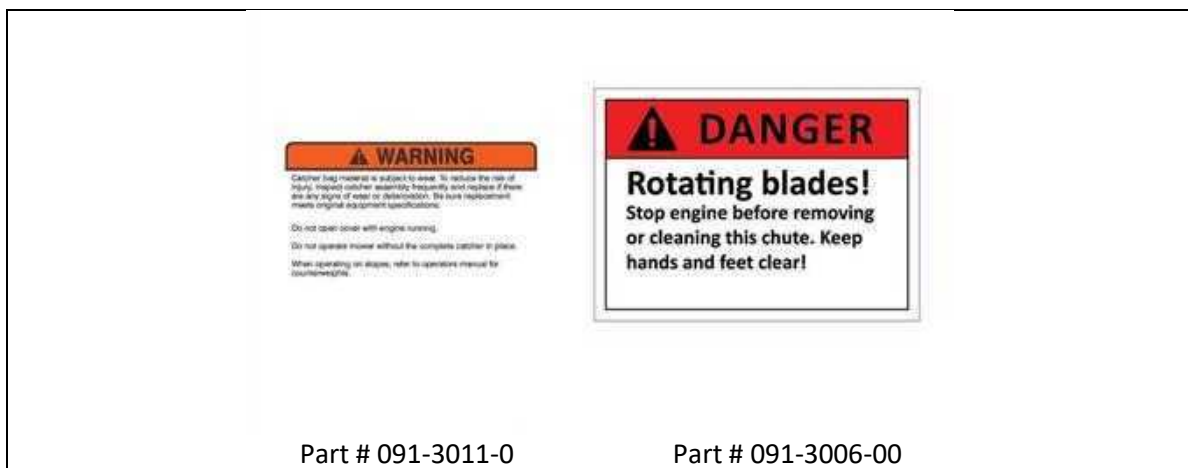 WARNING
Catcher bag material is subject to wear. To reduce the risk of
injury, inspect catcher assembly frequently and replace if there
are any signs of wear or deterioration. Be sure replacement
meets original equipment specifications.
Do not open cover with engine running.
Do not operate mower without the complete catcher in place.
When operating on slopes, refer to operators manual for
counterweights.
DANGER
Rotating blades!
Stop engine before removing
or cleaning this chute. Keep
hands and feet clear!
Part # 091-3011-0
Part # 091-3006-00